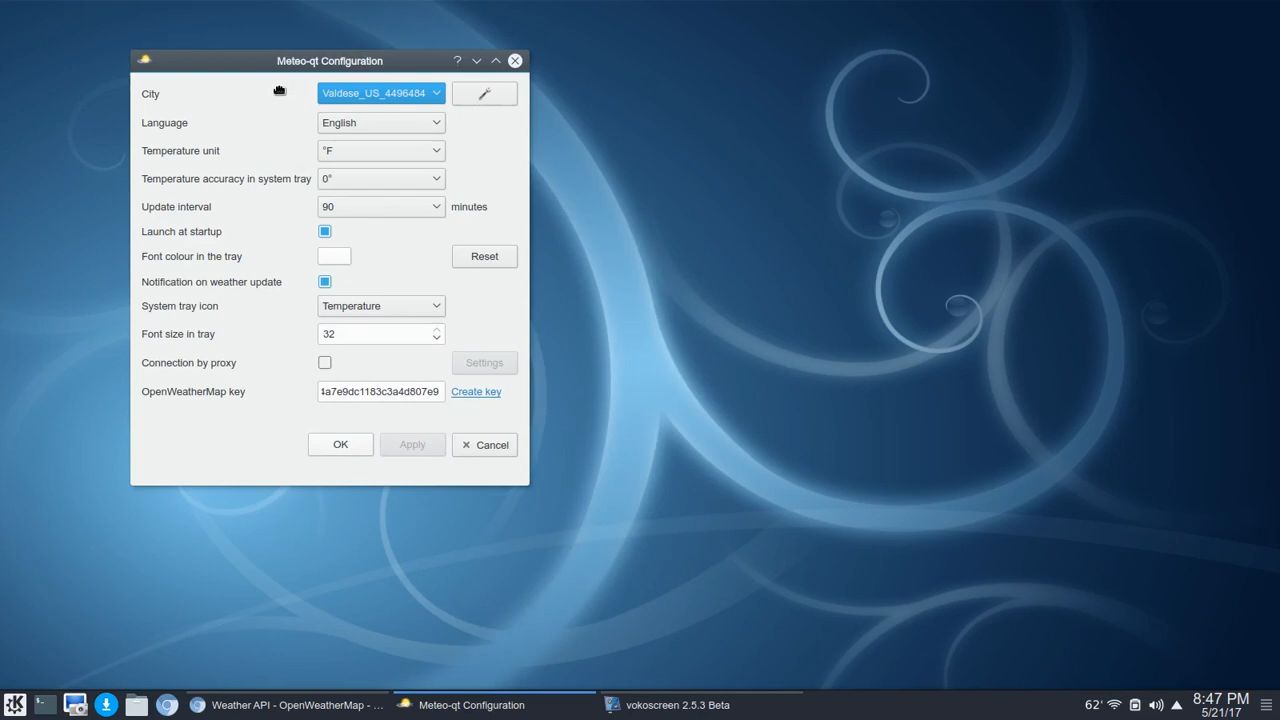 Meteo-qt Configuration
?
City Valdese_US_4496484
Language English
Temperature unit °F
Temperature accuracy in system tray 0°
Update interval 90 minutes
Launch at startup
Font colour in the tray Reset
Notification on weather update
System tray icon Temperature
Font size in tray 32
Connection by proxy Settings
OpenWeatherMap key a7e9dc1183c3a4d807e9 Create key
OK Apply Cancel
Weather API - OpenWeatherMap - ... Meteo-qt Configuration vokoscreen 2.5.3 Beta 62° 8:47 PM
5/21/17